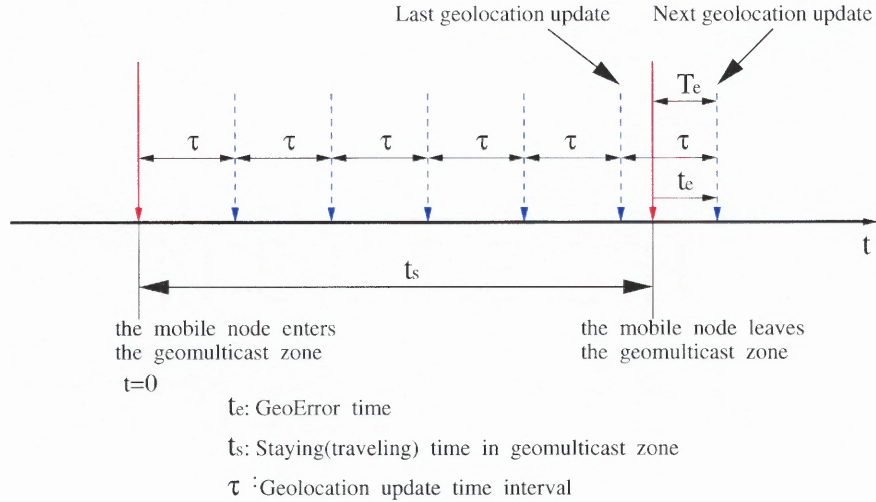 Last geolocation update
Next geolocation update
Te
τ τ τ τ τ τ
te
t
ts
the mobile node enters
the geomulticast zone
t=0
the mobile node leaves
the geomulticast zone
te: GeoError time
ts: Staying(traveling) time in geomulticast zone
τ :Geolocation update time interval